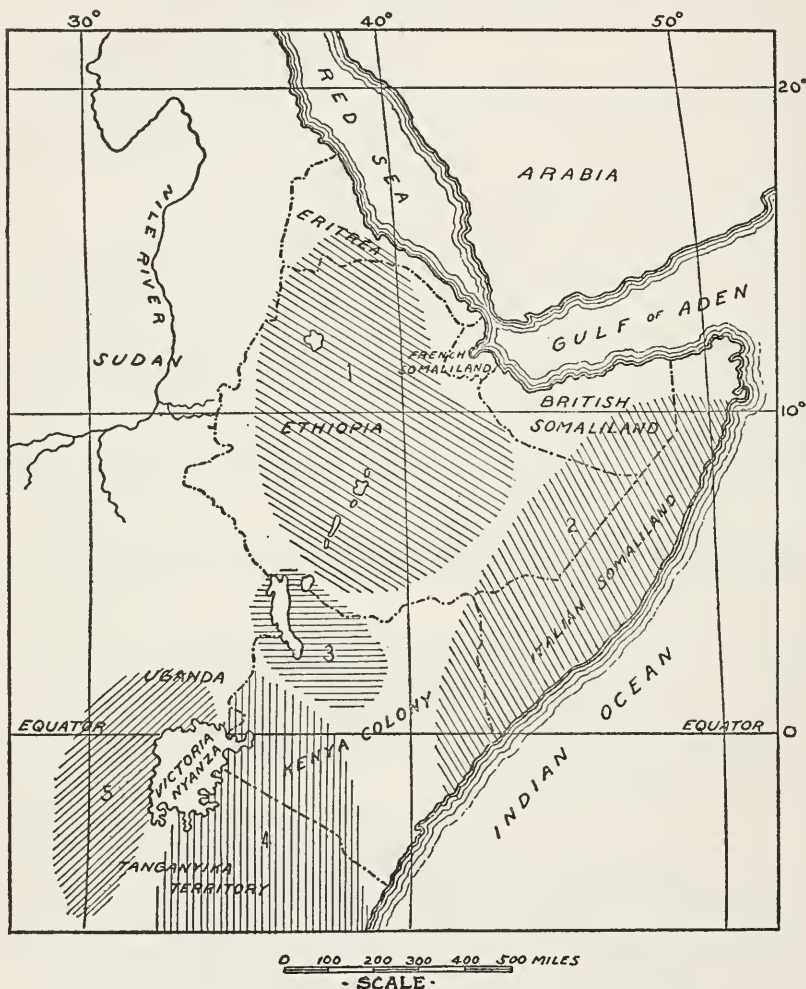 30° 40° 50°
20°
RED SEA
ARABIA
NILE RIVER
ERITREA
GULF OF ADEN
SUDAN
FRENCH
SOMALILAND
1
10°
BRITISH
SOMALILAND
ETHIOPIA
2
ITALIAN SOMALILAND
3
UGANDA
INDIAN OCEAN
EQUATOR
KENYA COLONY
EQUATOR
0
VICTORIA
NYANZA
5
4
TANGANYIKA
TERRITORY
0 100 200 300 400 500 MILES
- SCALE -